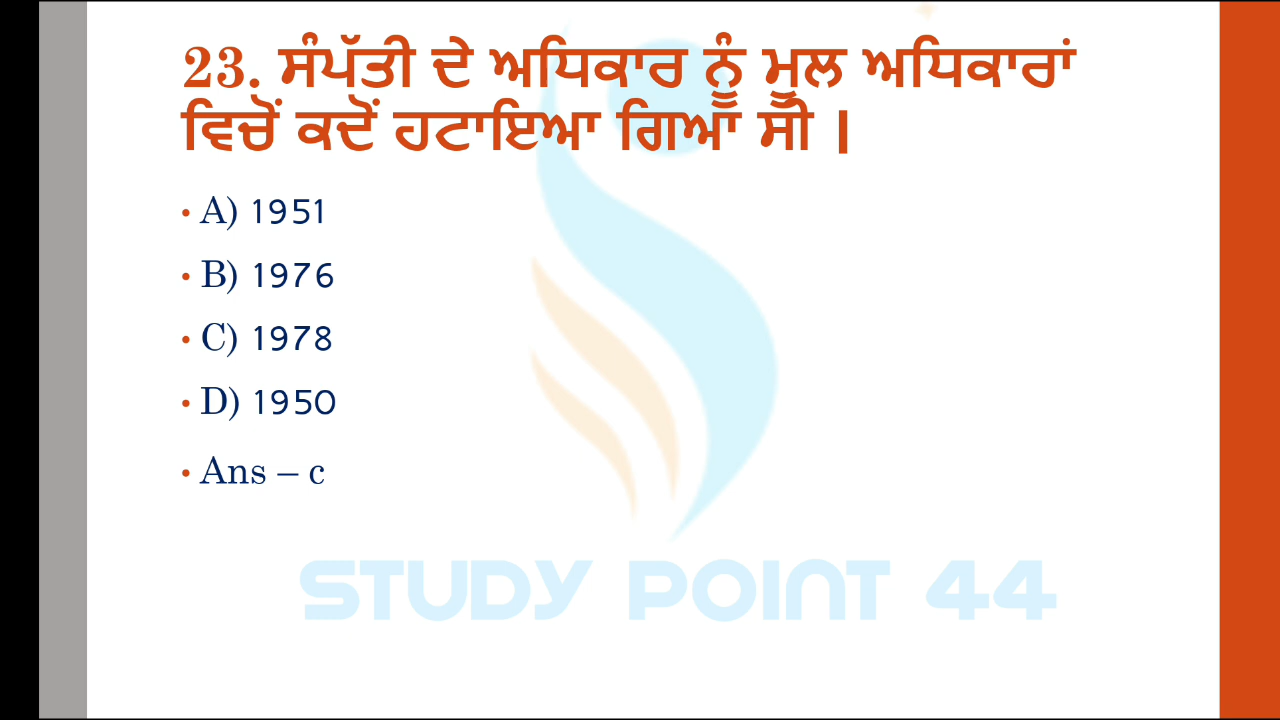 23. ਸੰਪੱਤੀ ਦੇ ਅਧਿਕਾਰ ਨੂੰ ਮੂਲ ਅਧਿਕਾਰਾਂ
ਵਿਚੋਂ ਕਦੋਂ ਹਟਾਇਆ ਗਿਆ ਸੀ ।
• A) 1951
• B) 1976
• C) 1978
• D) 1950
• Ans – c
STUDY POINT 44